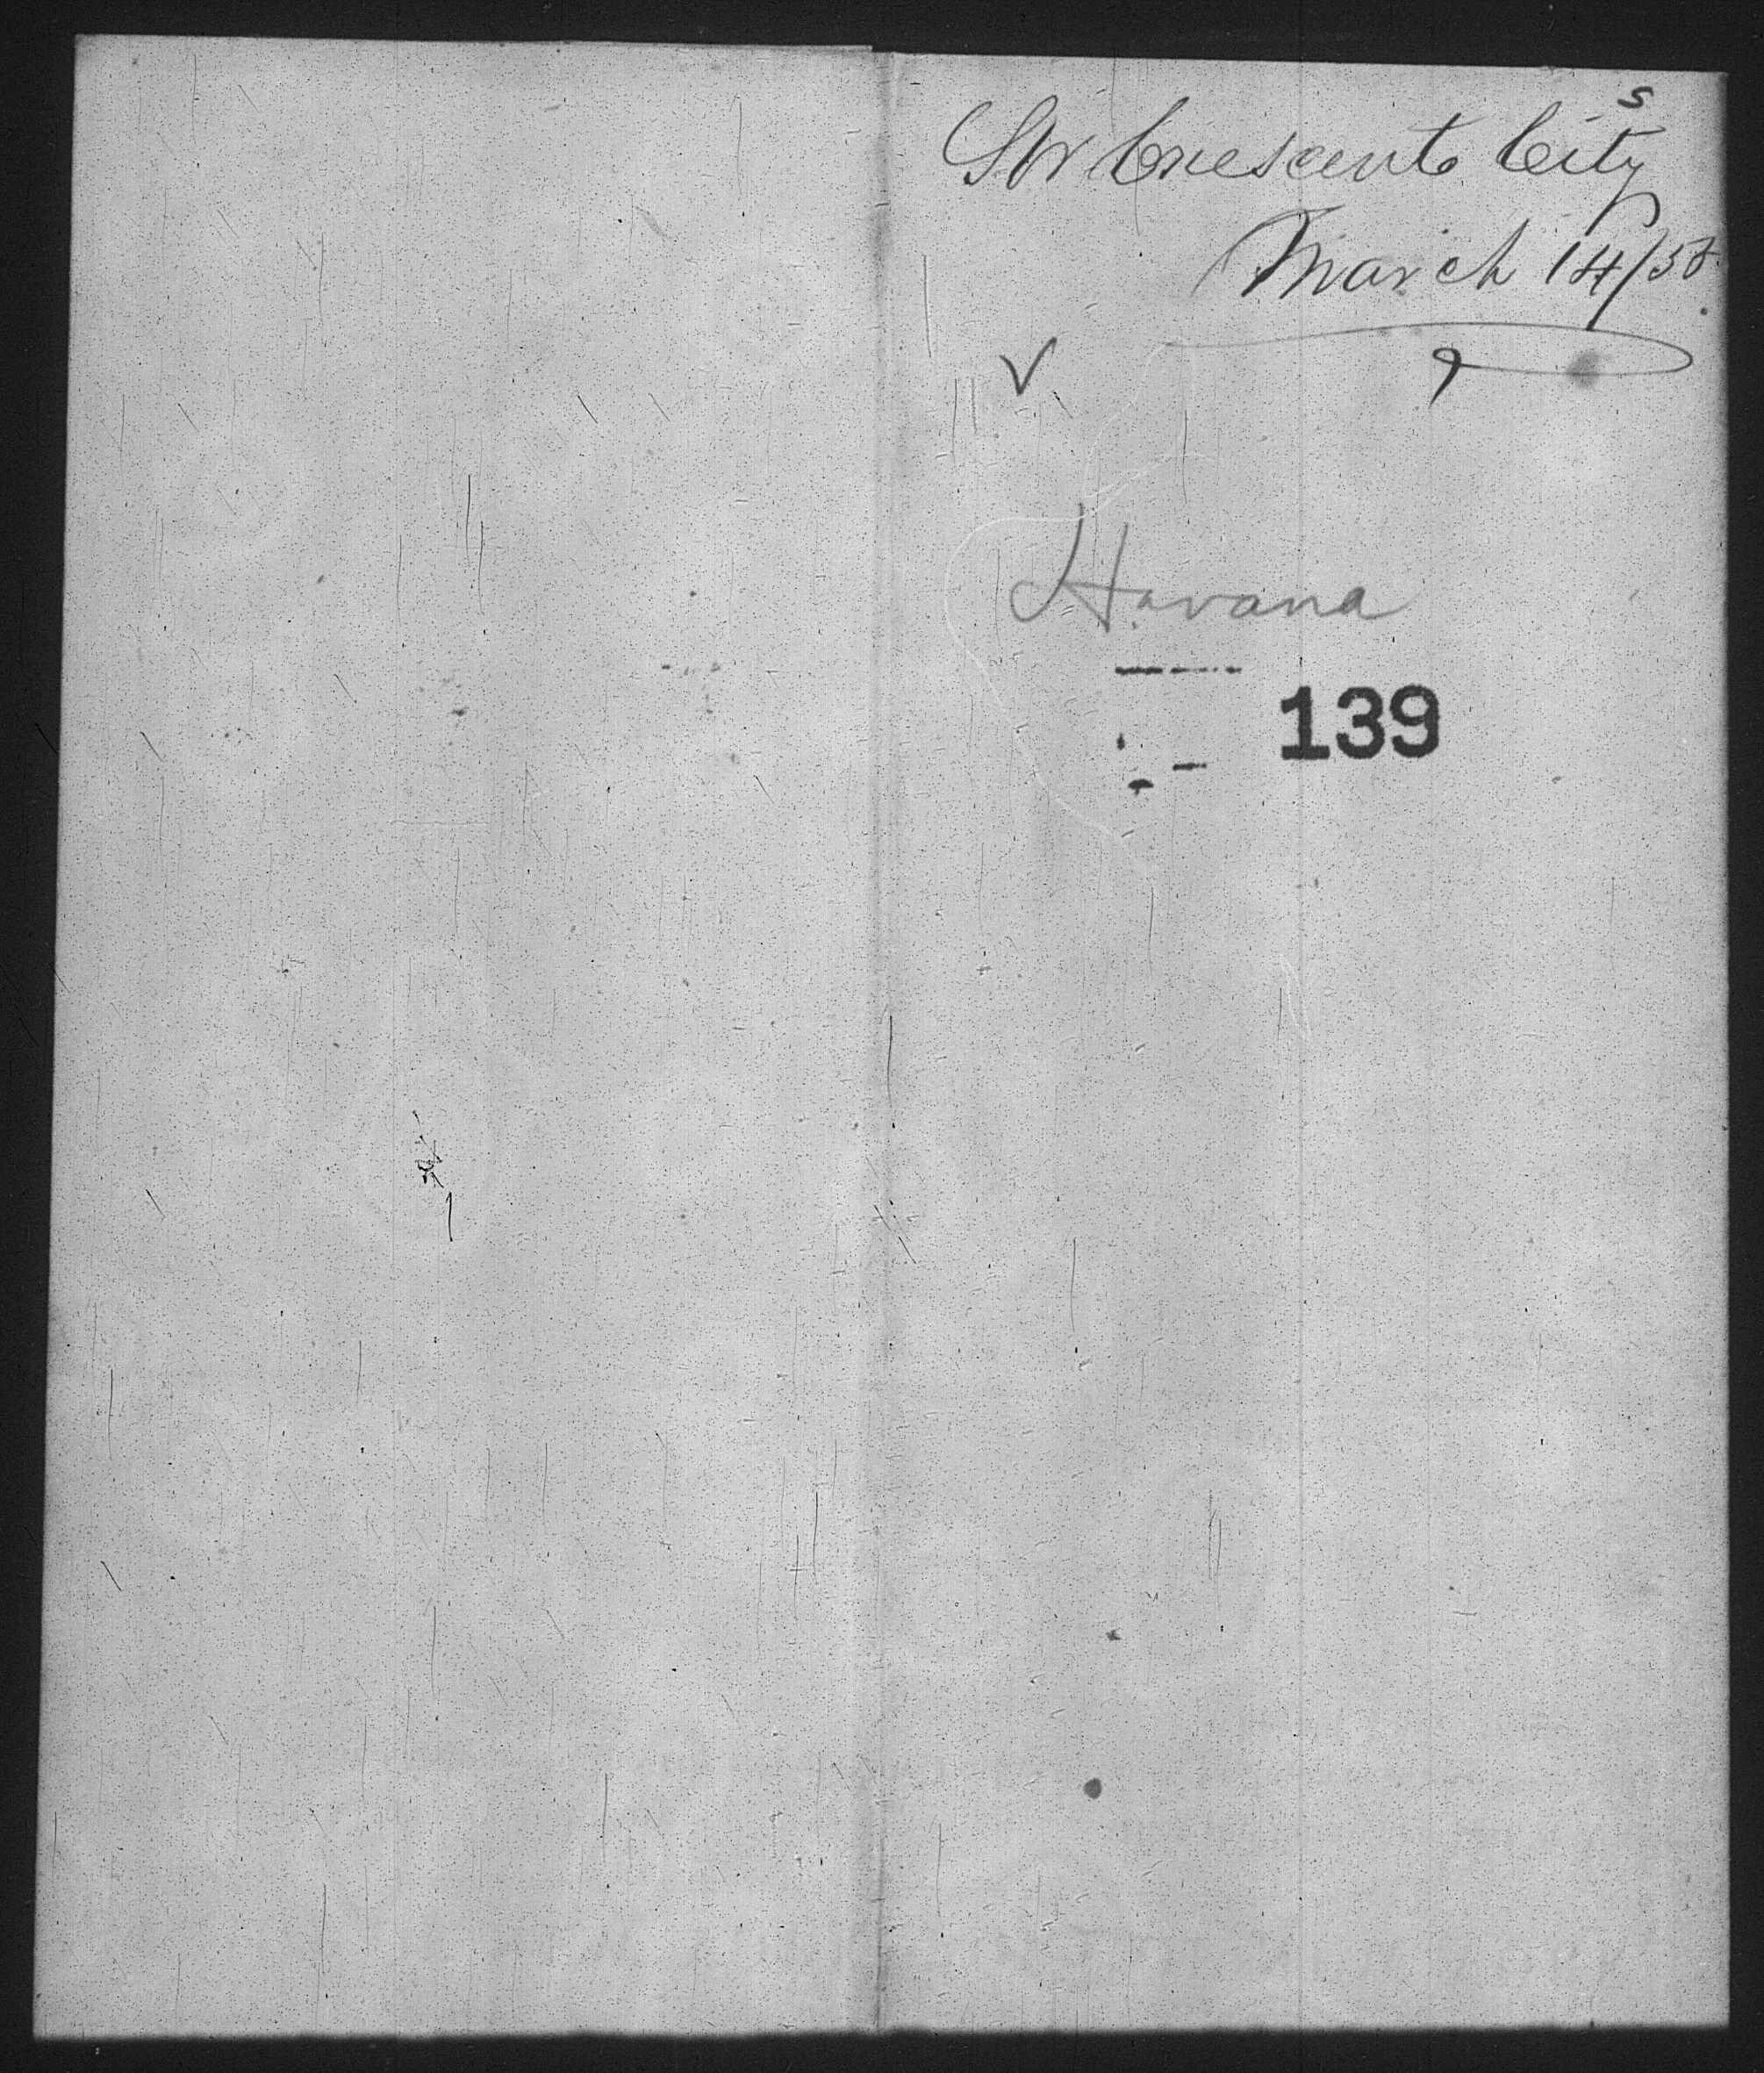 s
Str Crescent City
March 14/58.
Havana
139